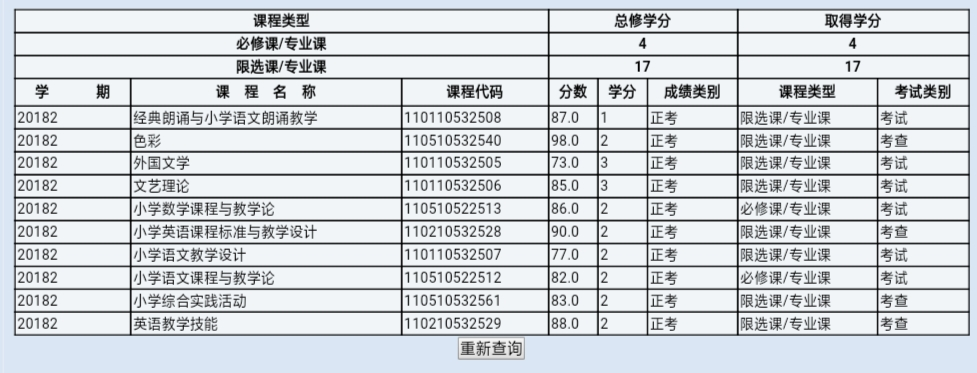 课程类型 总修学分 取得学分
必修课/专业课 4 4
限选课/专业课 17 17
学 期 课 程 名 称 课程代码 分数 学分 成绩类别 课程类型 考试类别
20182 经典朗诵与小学语文朗诵教学 110110532508 87.0 1 正考 限选课/专业课 考试
20182 色彩 110510532540 98.0 2 正考 限选课/专业课 考查
20182 外国文学 110110532505 73.0 3 正考 限选课/专业课 考试
20182 文艺理论 110110532506 85.0 3 正考 限选课/专业课 考试
20182 小学数学课程与教学论 110510522513 86.0 2 正考 必修课/专业课 考试
20182 小学英语课程标准与教学设计 110210532528 90.0 2 正考 限选课/专业课 考查
20182 小学语文教学设计 110110532507 77.0 2 正考 限选课/专业课 考试
20182 小学语文课程与教学论 110510522512 82.0 2 正考 必修课/专业课 考试
20182 小学综合实践活动 110510532561 83.0 2 正考 限选课/专业课 考查
20182 英语教学技能 110210532529 88.0 2 正考 限选课/专业课 考查
重新查询